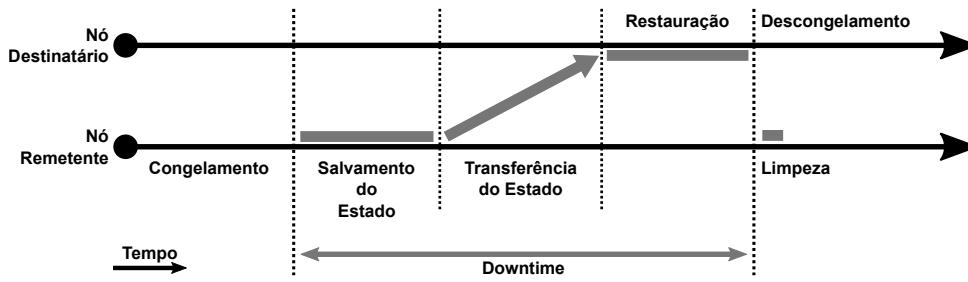 Restauração
Descongelamento
Nó
Destinatário
Nó
Remetente
Congelamento
Salvamento
do
Estado
Transferência
do Estado
Limpeza
Tempo
Downtime